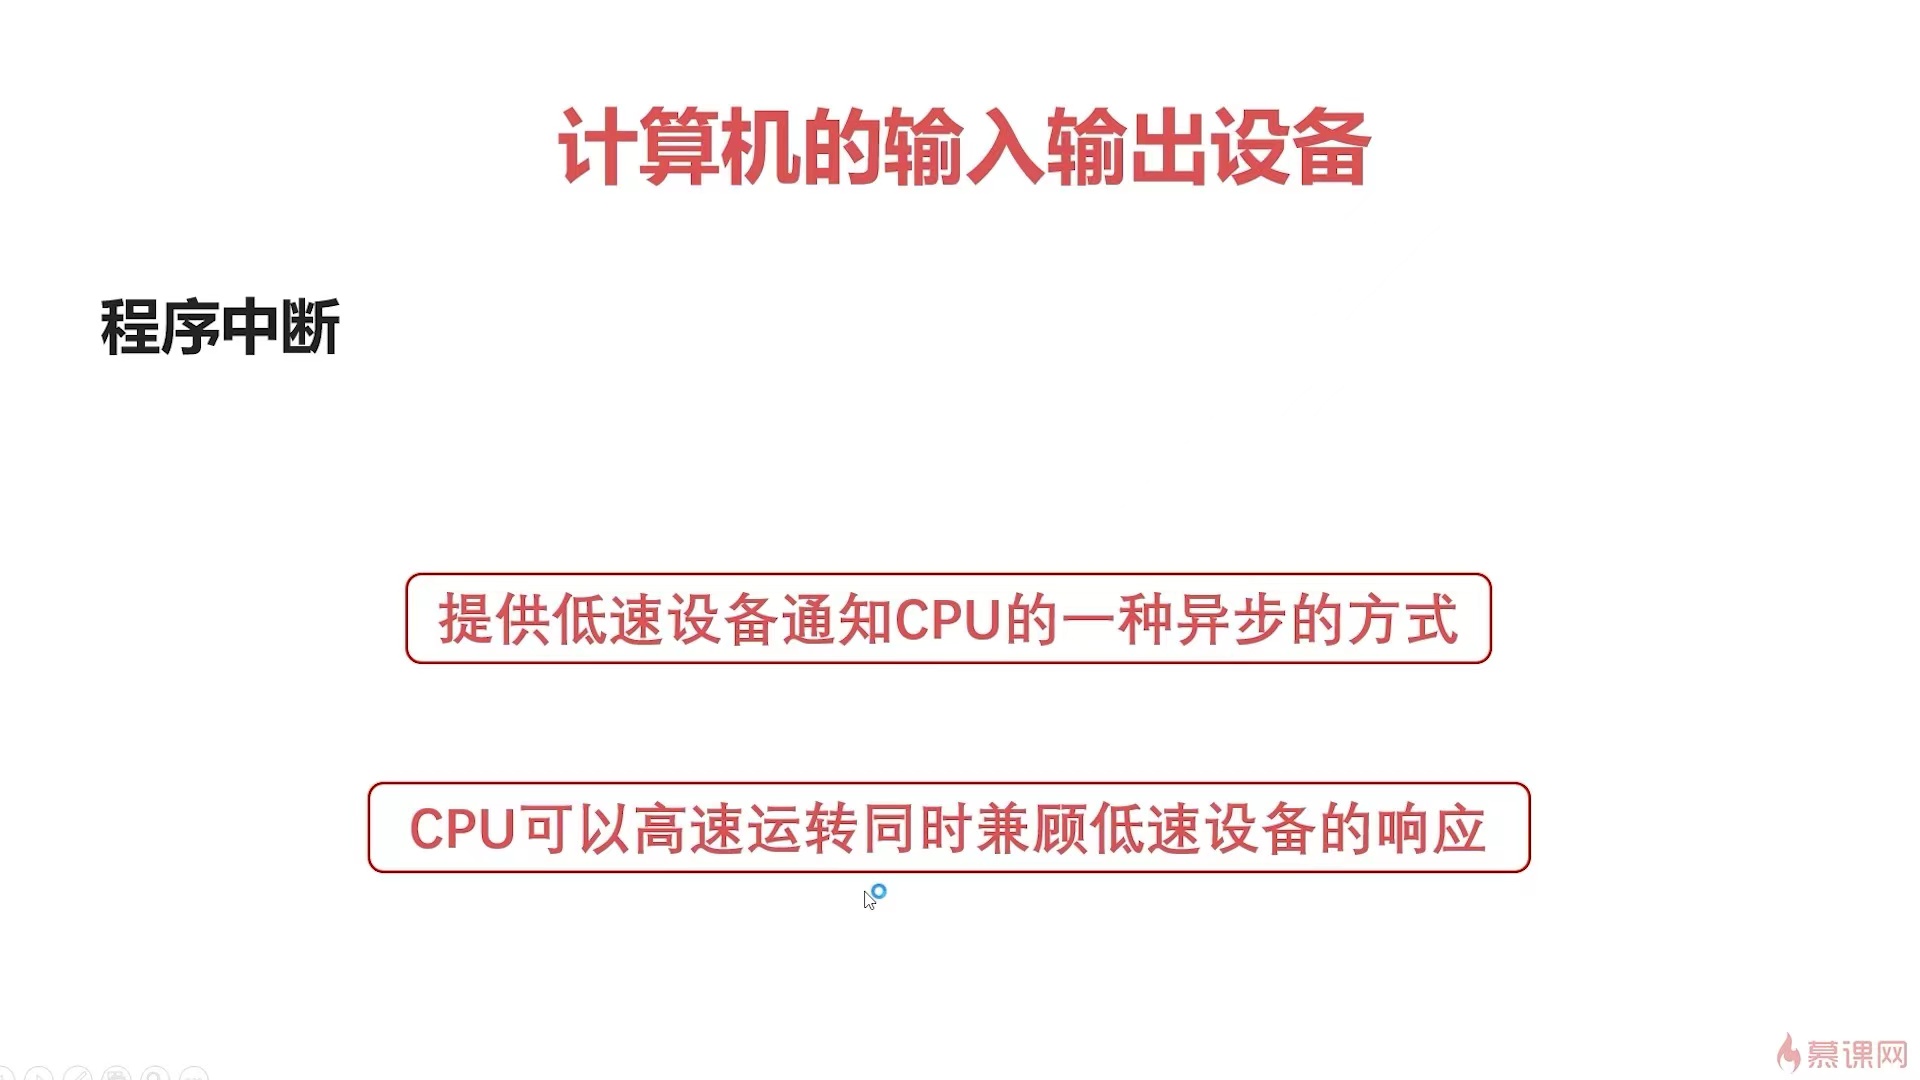 计算机的输入输出设备
程序中断
提供低速设备通知CPU的一种异步的方式
CPU可以高速运转同时兼顾低速设备的响应
慕课网